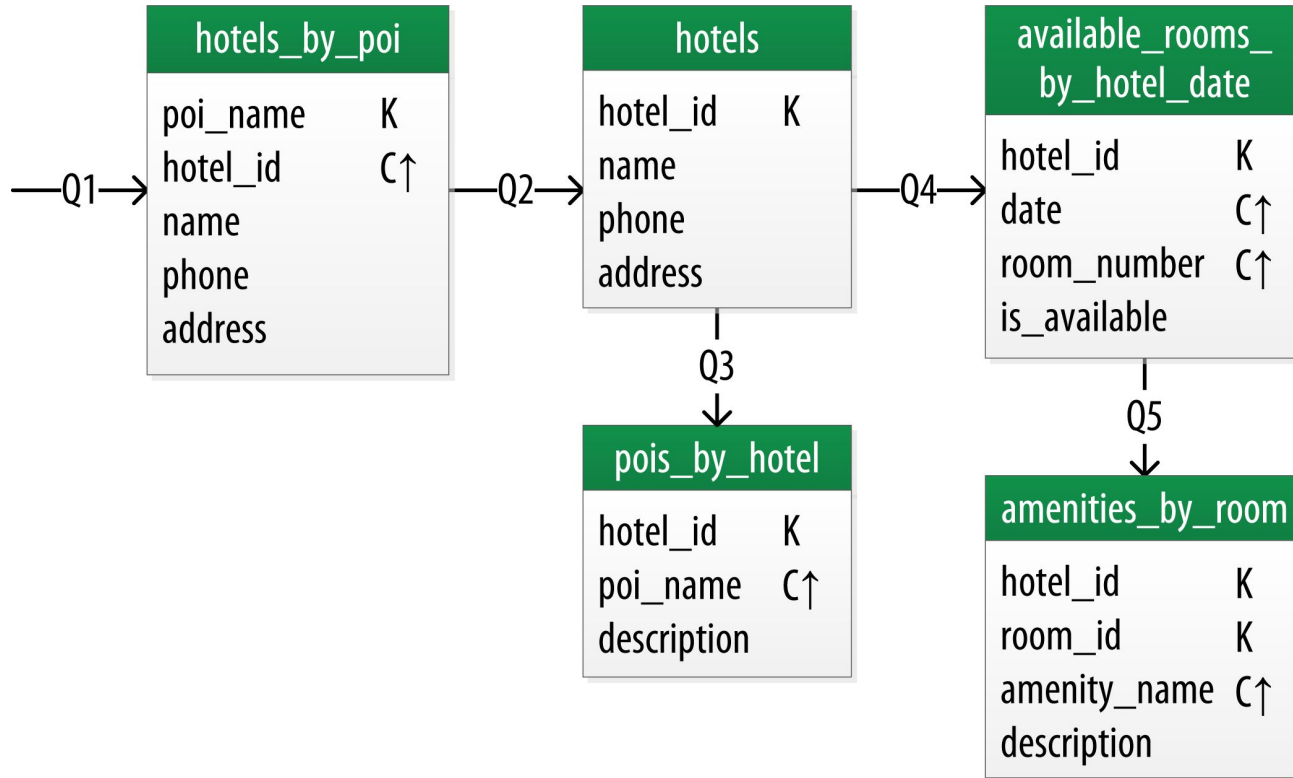 hotels_by_poi
poi_name K
hotel_id C↑
name
phone
address
Q1
Q2
hotels
hotel_id K
name
phone
address
Q3
pois_by_hotel
hotel_id K
poi_name C↑
description
Q4
available_rooms_
by_hotel_date
hotel_id K
date C↑
room_number C↑
is_available
Q5
amenities_by_room
hotel_id K
room_id K
amenity_name C↑
description